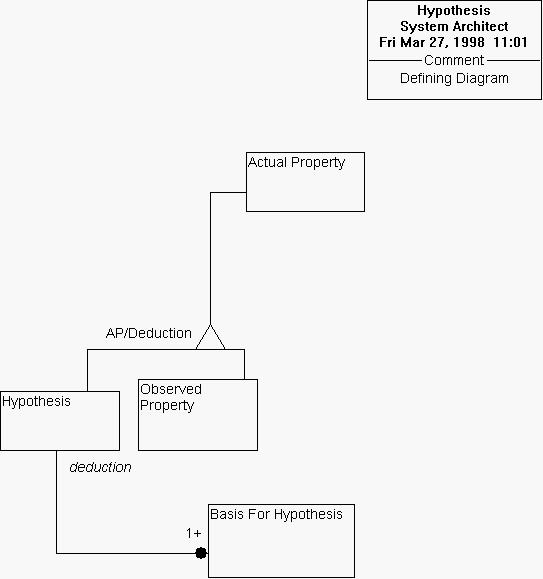 Hypothesis
System Architect
Fri Mar 27, 1998 11:01
Comment
Defining Diagram
Actual Property
AP/Deduction
Hypothesis
Observed
Property
deduction
Basis For Hypothesis
1+